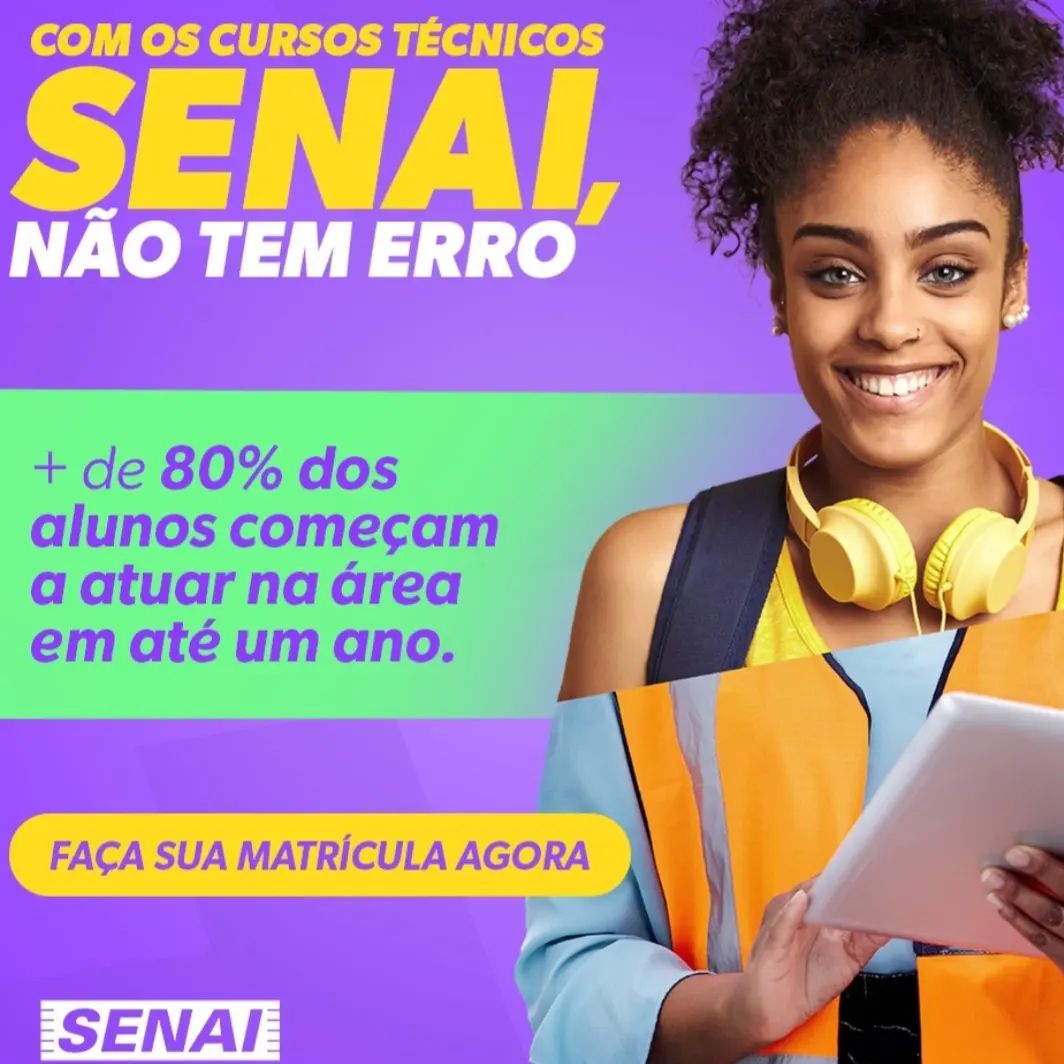 COM OS CURSOS TÉCNICOS
SENAI,
NÃO TEM ERRO
+ de 80% dos
alunos começam
a atuar na área
em até um ano.
FAÇA SUA MATRÍCULA AGORA
SENAI